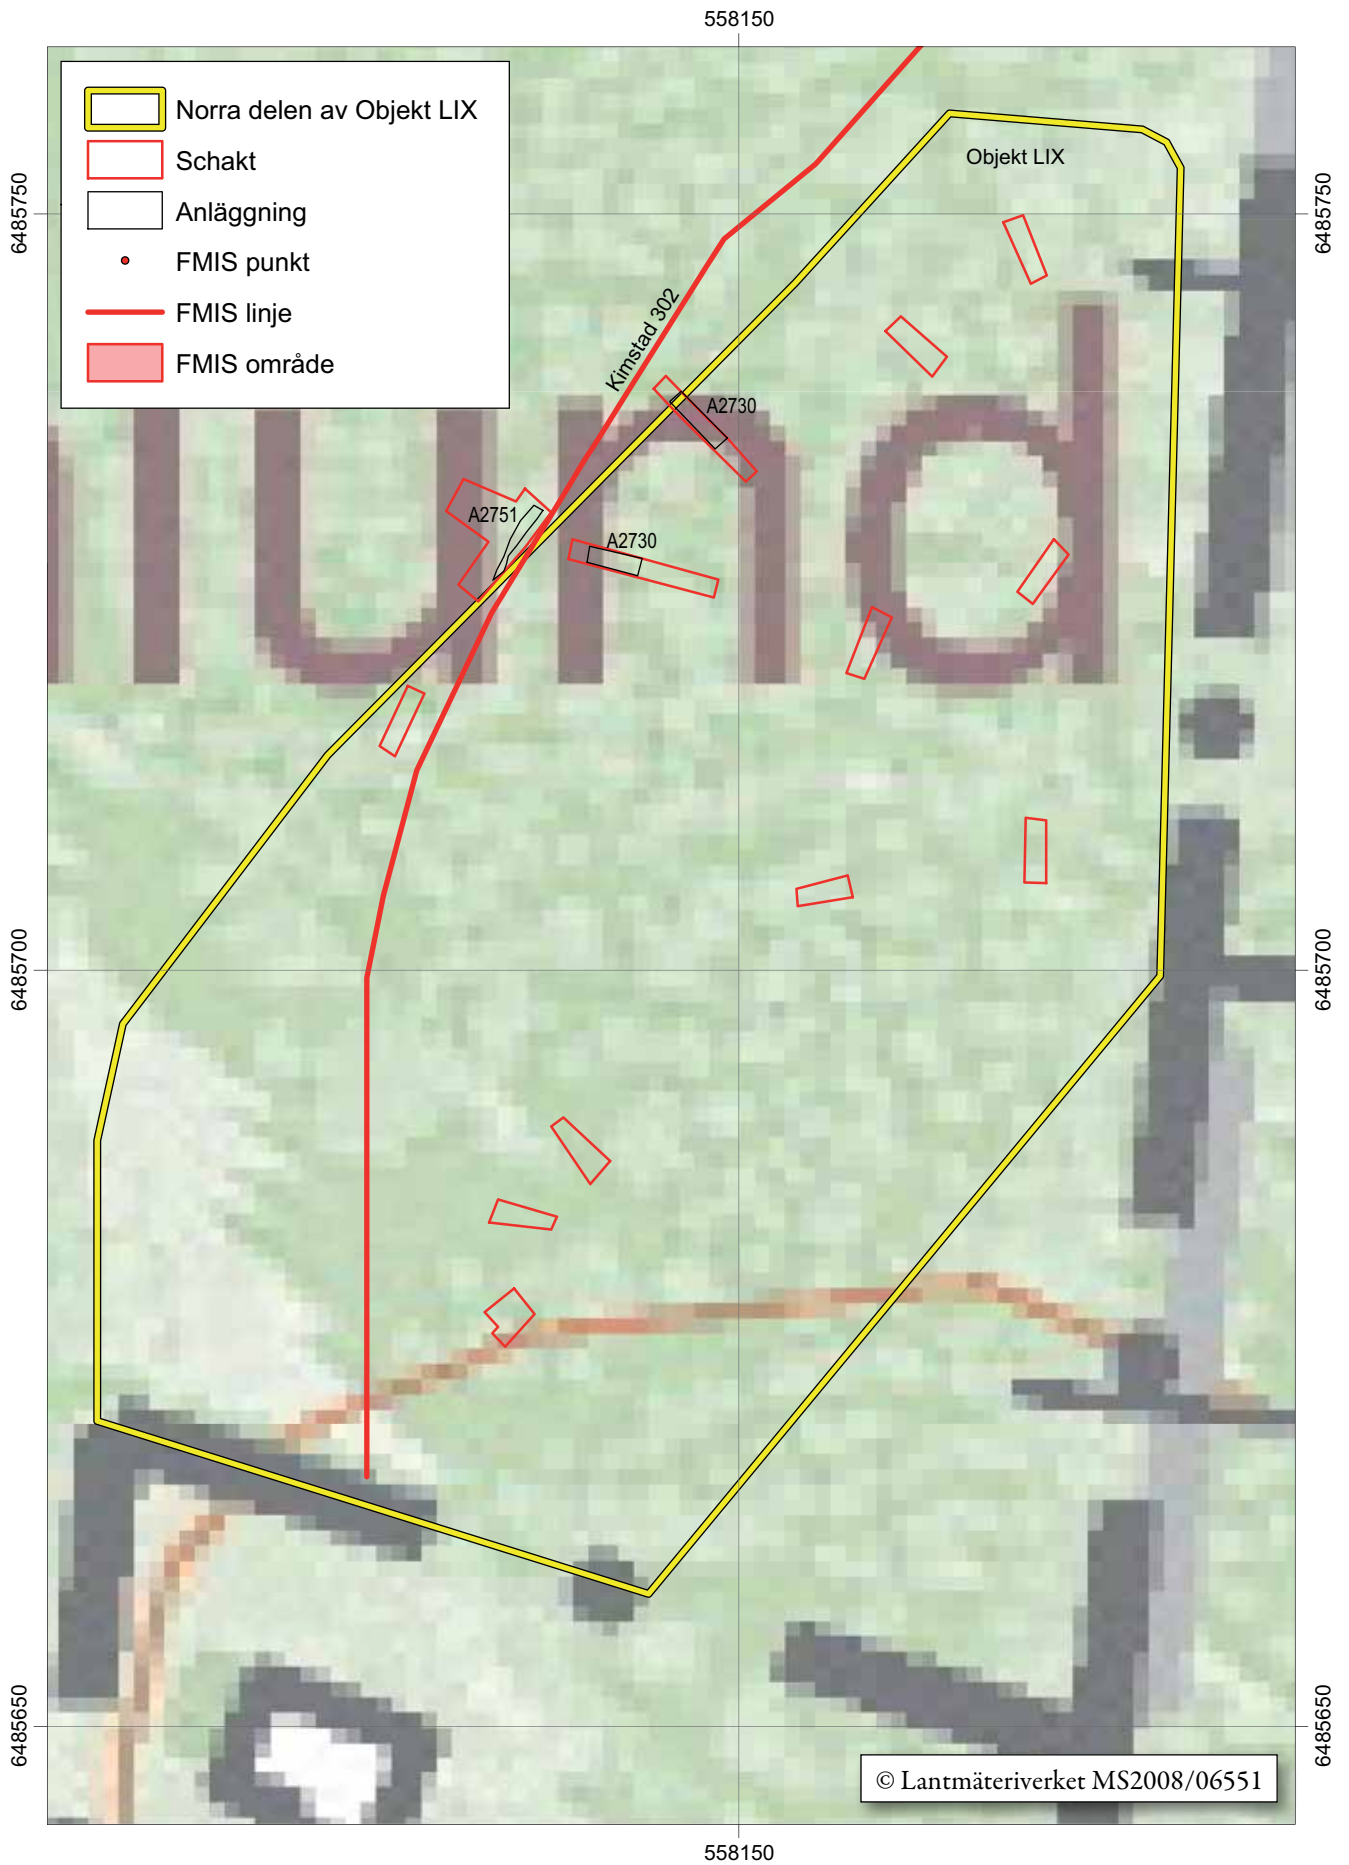 558150
Norra delen av Objekt LIX
Schakt
Anläggning
FMIS punkt
FMIS linje
FMIS område
Objekt LIX
6485750
6485750
Kimstad 302
A2730
A2751
A2730
lund
6485700
6485700
6485650
6485650
© Lantmäteriverket MS2008/06551
558150